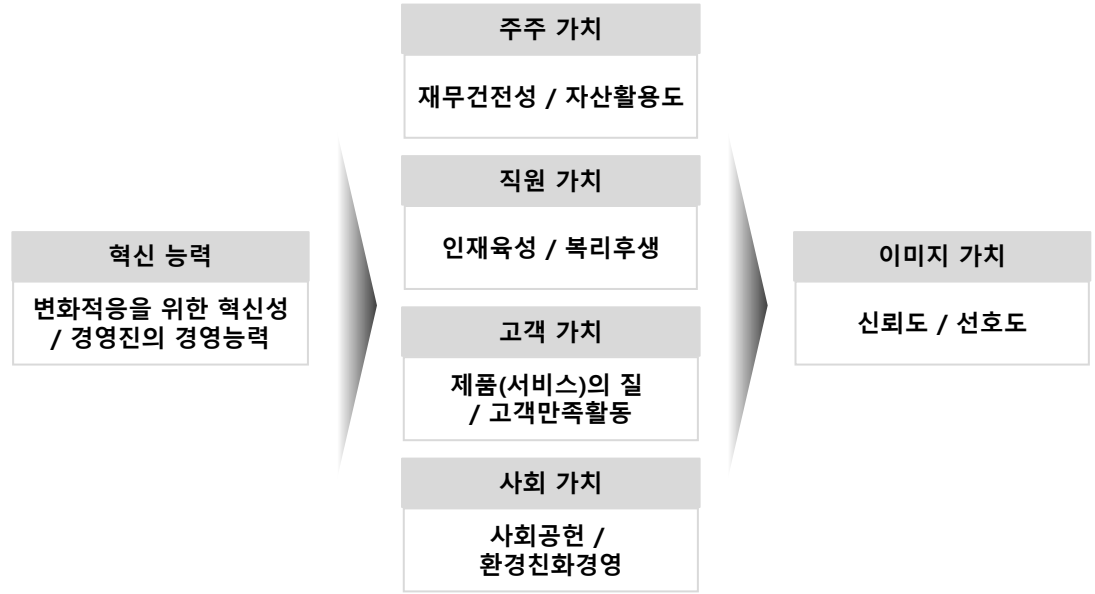 혁신 능력
변화적응을 위한 혁신성
/ 경영진의 경영능력
주주 가치
재무건전성 / 자산활용도
직원 가치
인재육성 / 복리후생
고객 가치
제품(서비스)의 질
/ 고객만족활동
사회 가치
사회공헌 /
환경친화경영
이미지 가치
신뢰도 / 선호도